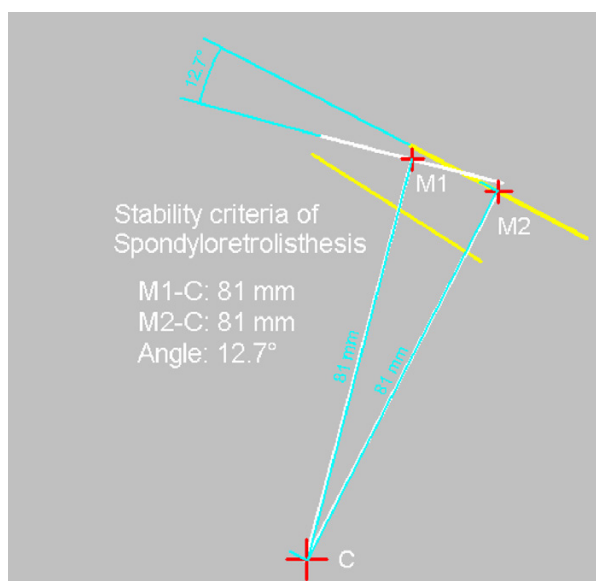 12.7°
M1
M2
Stability criteria of
Spondyloretrolisthesis
M1-C: 81 mm
M2-C: 81 mm
Angle: 12.7°
81 mm
81 mm
C